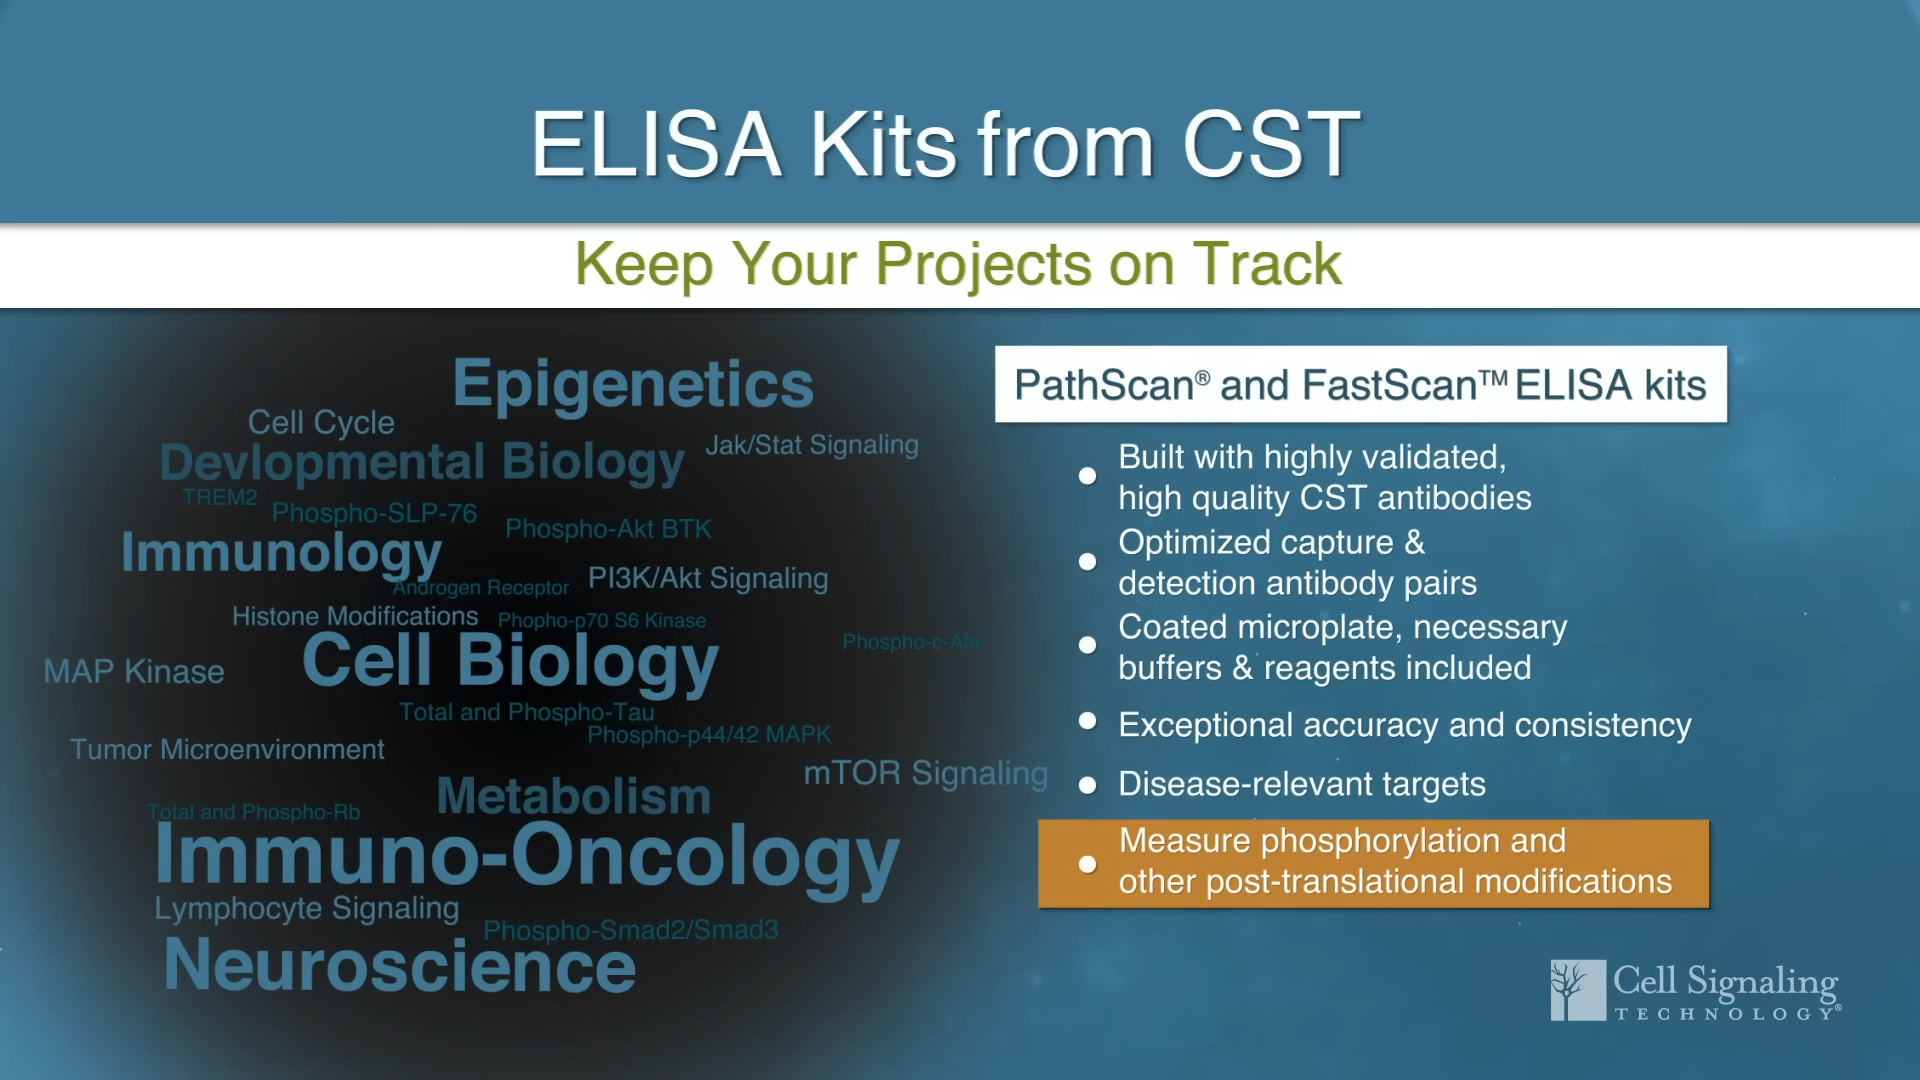 ELISA Kits from CST
Keep Your Projects on Track
Epigenetics
Cell Cycle
Devlopmental Biology
Jak/Stat Signaling
TREM2
Phospho-SLP-76
Phospho-Akt BTK
Immunology
Androgen Receptor
PI3K/Akt Signaling
Histone Modifications
Phopho-p70 S6 Kinase
Cell Biology
Phospho-c-Abl
MAP Kinase
Total and Phospho-Tau
Phospho-p44/42 MAPK
Tumor Microenvironment
mTOR Signaling
Metabolism
Total and Phospho-Rb
Immuno-Oncology
Lymphocyte Signaling
Phospho-Smad2/Smad3
Neuroscience
PathScan® and FastScan™ ELISA kits
• Built with highly validated,
high quality CST antibodies
• Optimized capture &
detection antibody pairs
• Coated microplate, necessary
buffers & reagents included
• Exceptional accuracy and consistency
• Disease-relevant targets
• Measure phosphorylation and
other post-translational modifications
Cell Signaling
TECHNOLOGY®